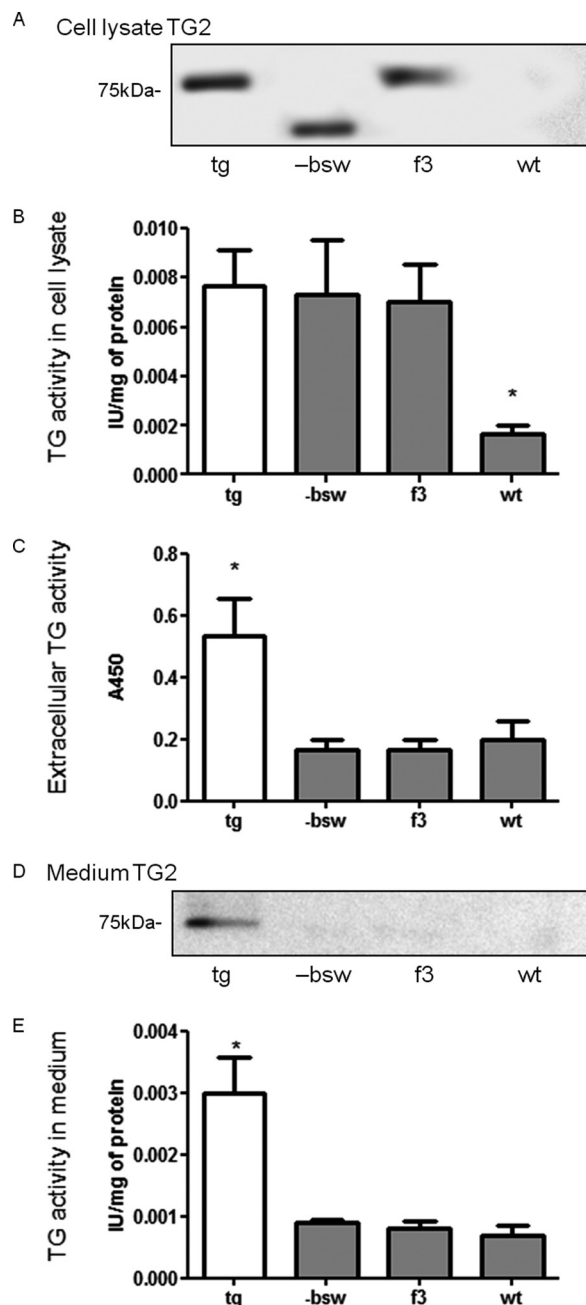 A Cell lysate TG2
75kDa-
tg –bsw f3 wt
B
TG activity in cell lysate
IU/mg of protein
0.010
0.008
0.006
0.004
0.002
0.000
*
tg -bsw f3 wt
C
Extracellular TG activity
A450
0.8
0.6
0.4
0.2
0.0
*
tg -bsw f3 wt
D Medium TG2
75kDa-
tg –bsw f3 wt
E
TG activity in medium
IU/mg of protein
0.004
0.003
0.002
0.001
0.000
*
tg -bsw f3 wt